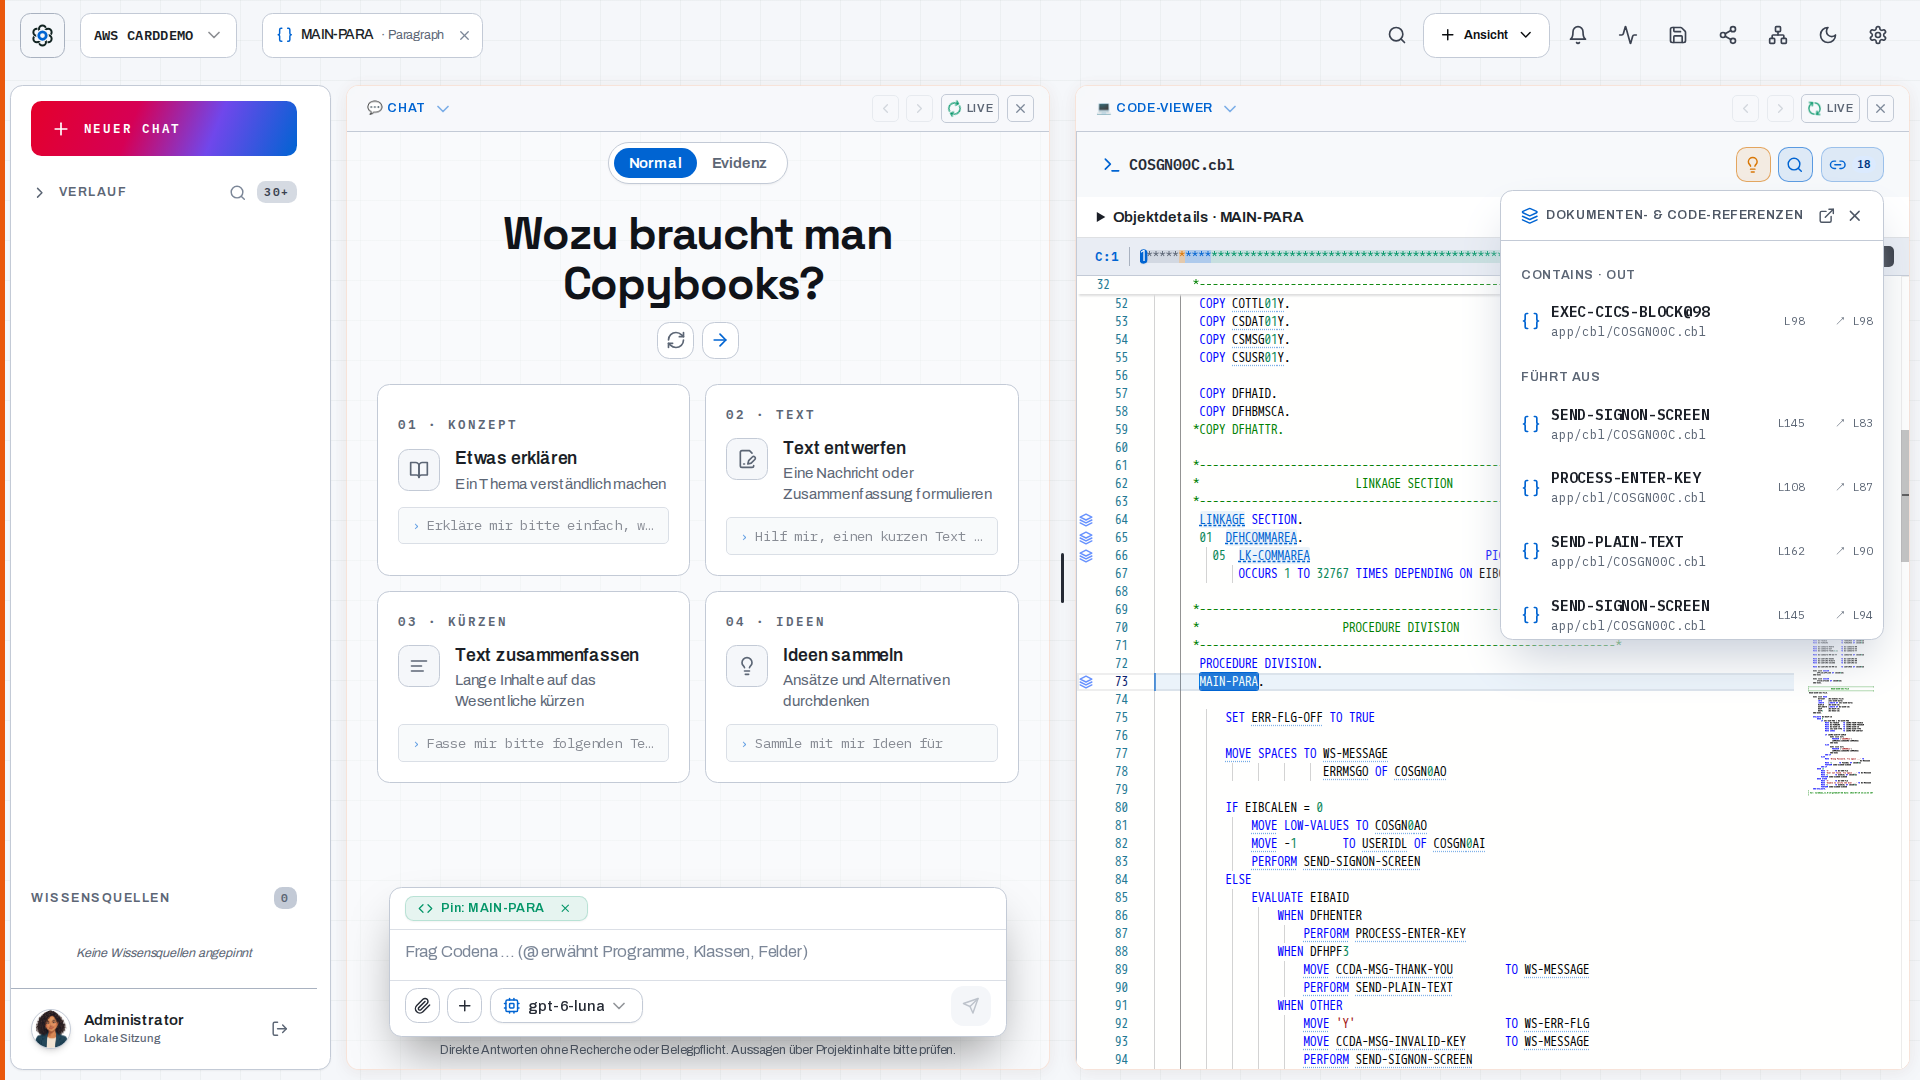 AWS CARDDEMO
MAIN-PARA · Paragraph
Ansicht
NEUER CHAT
VERLAUF
30+
WISSENSQUELLEN
0
Keine Wissensquellen angepinnt
Administrator
Lokale Sitzung
CHAT
LIVE
Normal
Evidenz
Wozu braucht man
Copybooks?
01 · KONZEPT
Etwas erklären
Ein Thema verständlich machen
› Erkläre mir bitte einfach, w…
02 · TEXT
Text entwerfen
Eine Nachricht oder
Zusammenfassung formulieren
› Hilf mir, einen kurzen Text …
03 · KÜRZEN
Text zusammenfassen
Lange Inhalte auf das
Wesentliche kürzen
› Fasse mir bitte folgenden Te…
04 · IDEEN
Ideen sammeln
Ansätze und Alternativen
durchdenken
› Sammle mit mir Ideen für
Pin: MAIN-PARA
Frag Codena … (@ erwähnt Programme, Klassen, Felder)
gpt-6-luna
Direkte Antworten ohne Recherche oder Belegpflicht. Aussagen über Projektinhalte bitte prüfen.
CODE-VIEWER
LIVE
COSGN00C.cbl
18
Objektdetails · MAIN-PARA
C:1
32 *-----------------------------------------------
52 COPY COTTL01Y.
53 COPY CSDAT01Y.
54 COPY CSMSG01Y.
55 COPY CSUSR01Y.
56
57 COPY DFHAID.
58 COPY DFHBMSCA.
59 *COPY DFHATTR.
60
61 *-----------------------------------------------
62 * LINKAGE SECTION
63 *-----------------------------------------------
64 LINKAGE SECTION.
65 01 DFHCOMMAREA.
66 05 LK-COMMAREA
67 OCCURS 1 TO 32767 TIMES DEPENDING ON
68
69 *-----------------------------------------------
70 * PROCEDURE DIVISION
71 *----------------------------------------------------------------*
72 PROCEDURE DIVISION.
73 MAIN-PARA.
74
75 SET ERR-FLG-OFF TO TRUE
76
77 MOVE SPACES TO WS-MESSAGE
78 ERRMSGO OF COSGN0AO
79
80 IF EIBCALEN = 0
81 MOVE LOW-VALUES TO COSGN0AO
82 MOVE -1 TO USERIDL OF COSGN0AI
83 PERFORM SEND-SIGNON-SCREEN
84 ELSE
85 EVALUATE EIBAID
86 WHEN DFHENTER
87 PERFORM PROCESS-ENTER-KEY
88 WHEN DFHPF3
89 MOVE CCDA-MSG-THANK-YOU TO WS-MESSAGE
90 PERFORM SEND-PLAIN-TEXT
91 WHEN OTHER
92 MOVE 'Y' TO WS-ERR-FLG
93 MOVE CCDA-MSG-INVALID-KEY TO WS-MESSAGE
94 PERFORM SEND-SIGNON-SCREEN
DOKUMENTEN- & CODE-REFERENZEN
CONTAINS · OUT
EXEC-CICS-BLOCK@98
app/cbl/COSGN00C.cbl
L98 ↗ L98
FÜHRT AUS
SEND-SIGNON-SCREEN
app/cbl/COSGN00C.cbl
L145 ↗ L83
PROCESS-ENTER-KEY
app/cbl/COSGN00C.cbl
L108 ↗ L87
SEND-PLAIN-TEXT
app/cbl/COSGN00C.cbl
L162 ↗ L90
SEND-SIGNON-SCREEN
app/cbl/COSGN00C.cbl
L145 ↗ L94